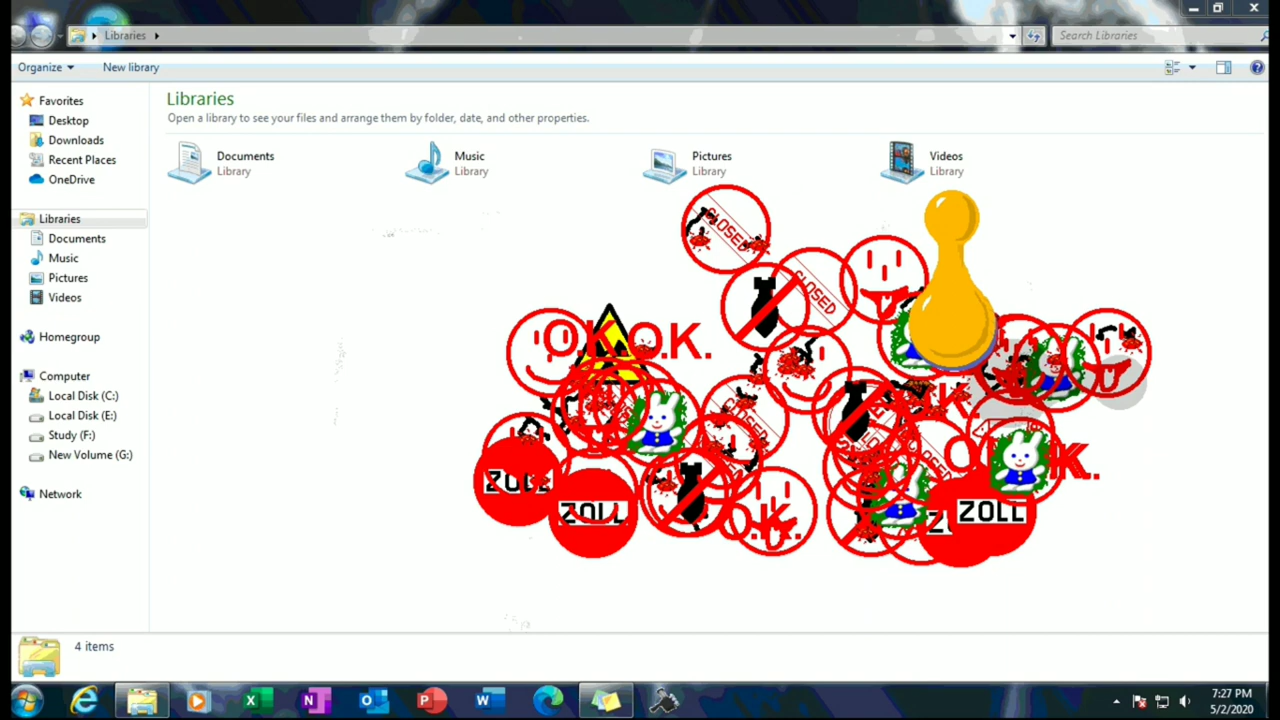 Libraries
Search Libraries
Organize
New library
Favorites
Desktop
Downloads
Recent Places
OneDrive
Libraries
Documents
Music
Pictures
Videos
Homegroup
Computer
Local Disk (C:)
Local Disk (E:)
Study (F:)
New Volume (G:)
Network
Libraries
Open a library to see your files and arrange them by folder, date, and other properties.
Documents
Library
Music
Library
Pictures
Library
Videos
Library
CLOSED
CLOSED
O.K.
O.K.
CLOSED
K.
CLOSED
K.
ZOLL
ZOLL
ZOLL
O.K.
4 items
7:27 PM
5/2/2020